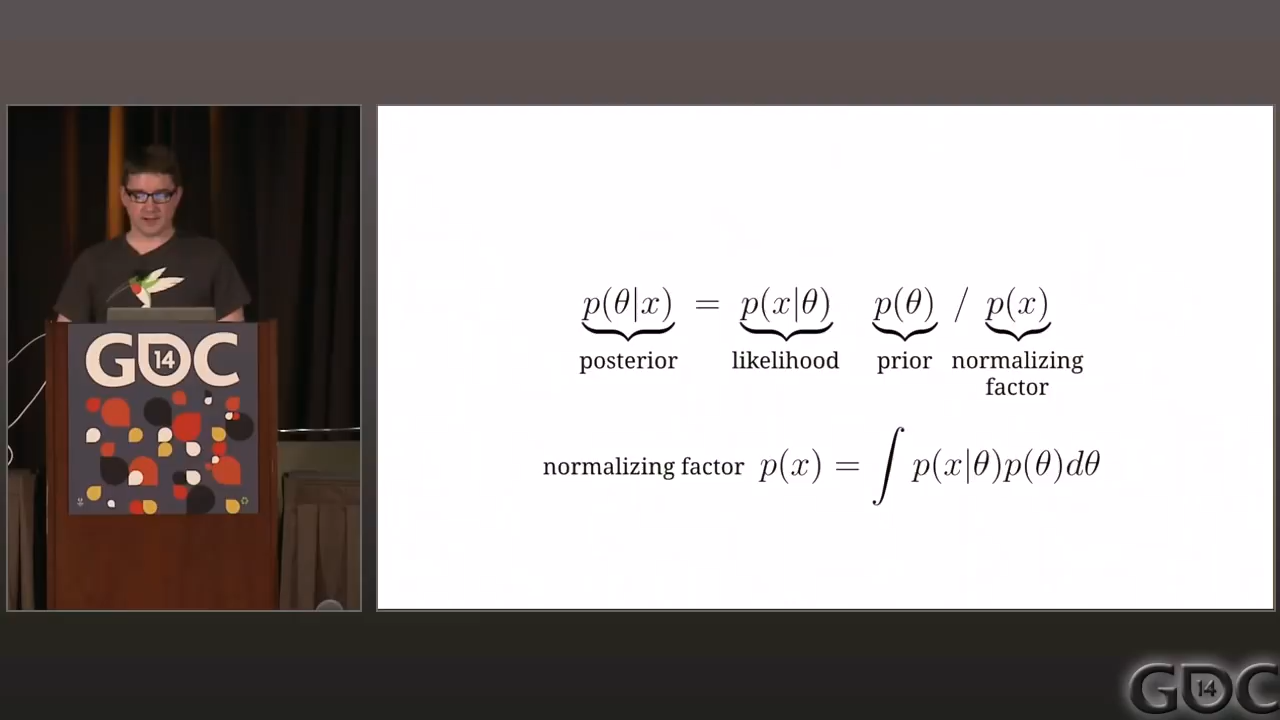 GDC
14
p(θ|x) = p(x|θ) p(θ) / p(x)
posterior likelihood prior normalizing
factor
normalizing factor p(x) = ∫ p(x|θ)p(θ)dθ
GDC
14